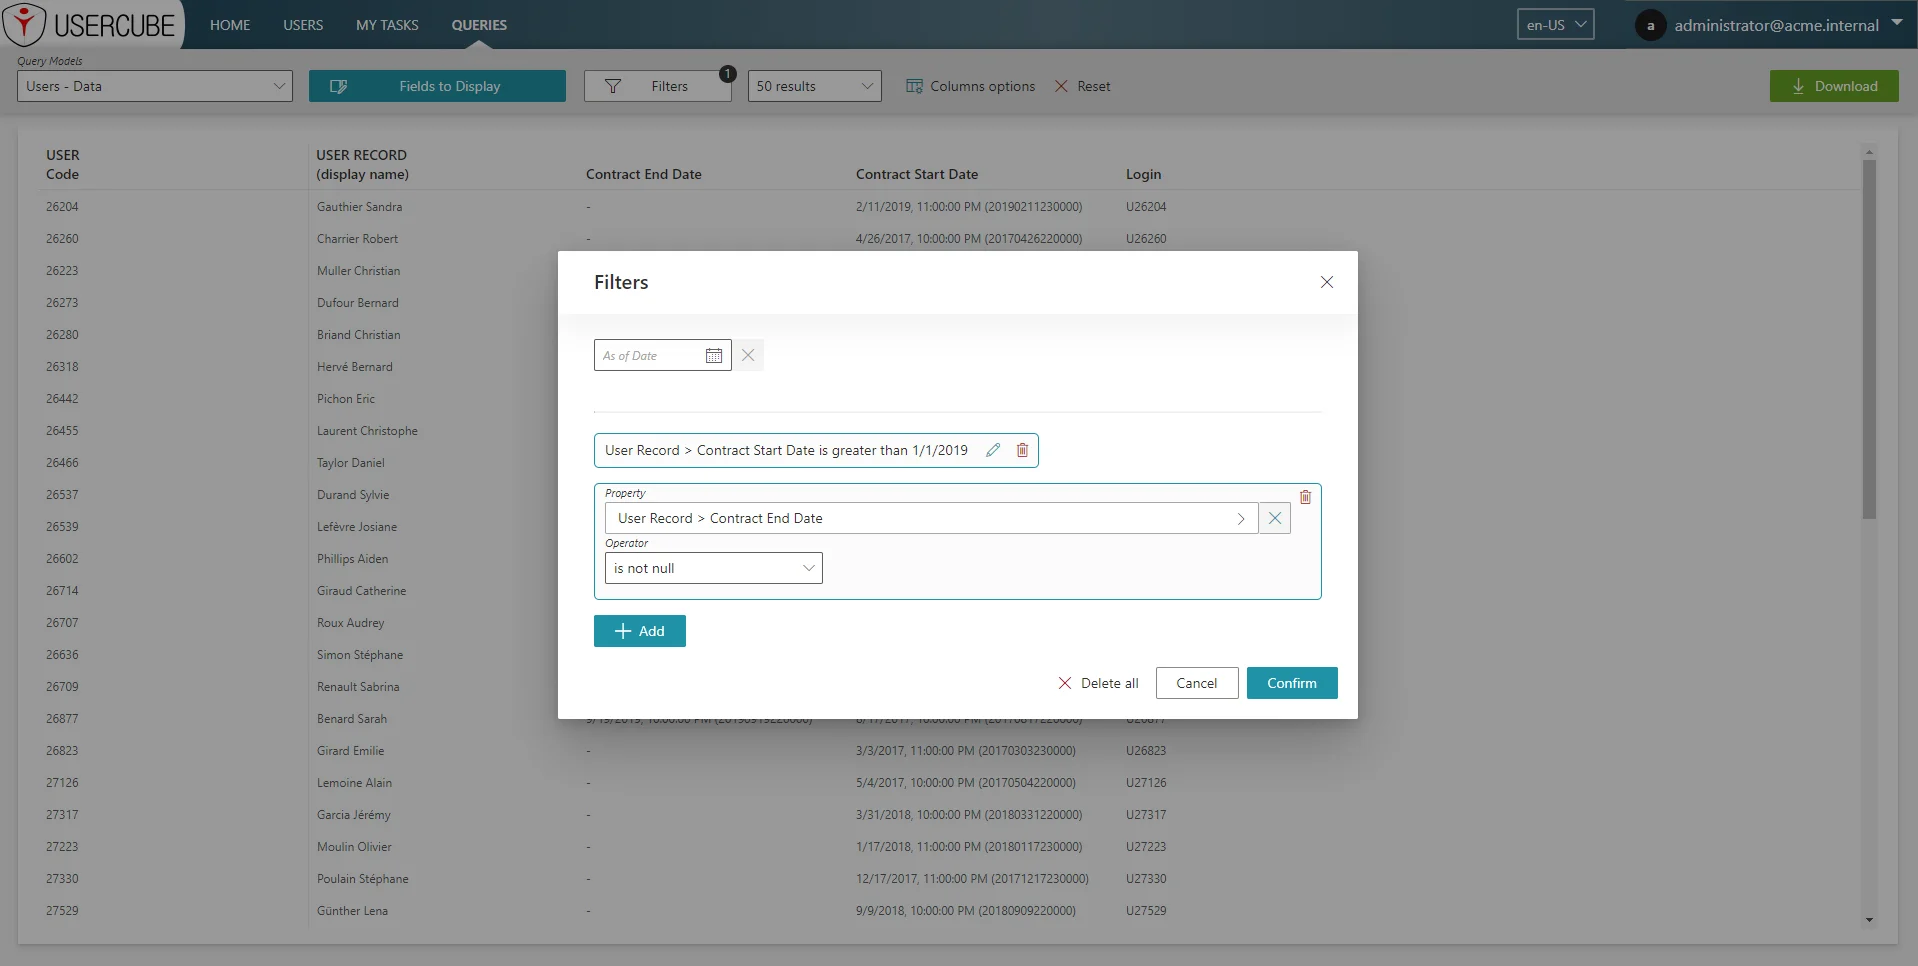 USERCUBE
HOME
USERS
MY TASKS
QUERIES
en-US
a
administrator@acme.internal
Query Models
Users - Data
Fields to Display
Filters
1
50 results
Columns options
Reset
Download
USER
USER RECORD
Code
(display name)
Contract End Date
Contract Start Date
Login
26204
Gauthier Sandra
-
2/11/2019, 11:00:00 PM (20190211230000)
U26204
26260
Charrier Robert
-
4/26/2017, 10:00:00 PM (20170426220000)
U26260
26223
Muller Christian
26273
Dufour Bernard
26280
Briand Christian
26318
Hervé Bernard
26442
Pichon Eric
26455
Laurent Christophe
26466
Taylor Daniel
26537
Durand Sylvie
26539
Lefèvre Josiane
26602
Phillips Aiden
26714
Giraud Catherine
26707
Roux Audrey
26636
Simon Stéphane
26709
Renault Sabrina
26877
Benard Sarah
26823
Girard Emilie
-
3/3/2017, 11:00:00 PM (20170303230000)
U26823
27126
Lemoine Alain
-
5/4/2017, 10:00:00 PM (20170504220000)
U27126
27317
Garcia Jérémy
-
3/31/2018, 10:00:00 PM (20180331220000)
U27317
27223
Moulin Olivier
-
1/17/2018, 11:00:00 PM (20180117230000)
U27223
27330
Poulain Stéphane
-
12/17/2017, 11:00:00 PM (20171217230000)
U27330
27529
Günther Lena
-
9/9/2018, 10:00:00 PM (20180909220000)
U27529
Filters
As of Date
User Record > Contract Start Date is greater than 1/1/2019
Property
User Record > Contract End Date
Operator
is not null
Add
Delete all
Cancel
Confirm